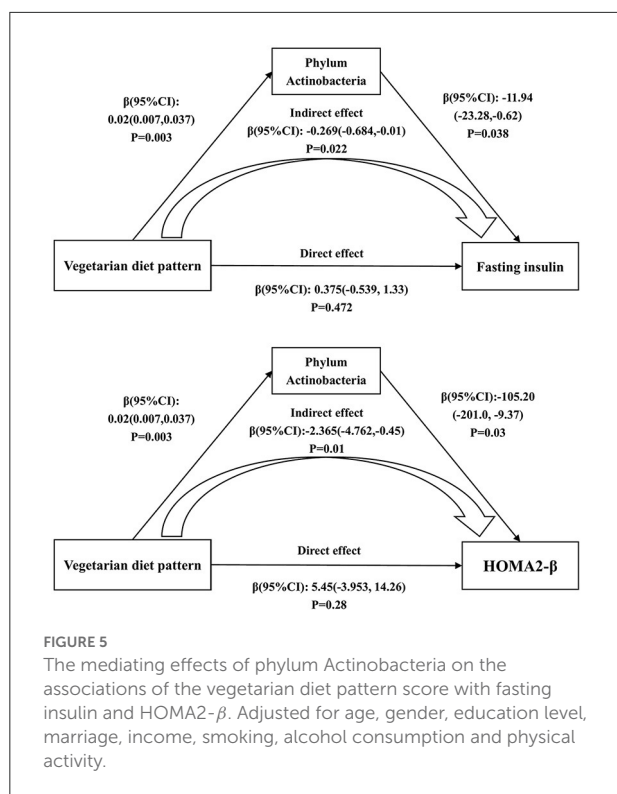 Phylum
Actinobacteria
β(95%CI):
0.02(0.007,0.037)
P=0.003
β(95%CI): -11.94
(-23.28,-0.62)
P=0.038
Indirect effect
β(95%CI): -0.269(-0.684,-0.01)
P=0.022
Vegetarian diet pattern
Direct effect
Fasting insulin
β(95%CI): 0.375(-0.539, 1.33)
P=0.472
Phylum
Actinobacteria
β(95%CI):
0.02(0.007,0.037)
P=0.003
β(95%CI):-105.20
(-201.0, -9.37)
P=0.03
Indirect effect
β(95%CI):-2.365(-4.762,-0.45)
P=0.01
Vegetarian diet pattern
Direct effect
HOMA2-β
β(95%CI): 5.45(-3.953, 14.26)
P=0.28
FIGURE 5
The mediating effects of phylum Actinobacteria on the
associations of the vegetarian diet pattern score with fasting
insulin and HOMA2-β. Adjusted for age, gender, education level,
marriage, income, smoking, alcohol consumption and physical
activity.